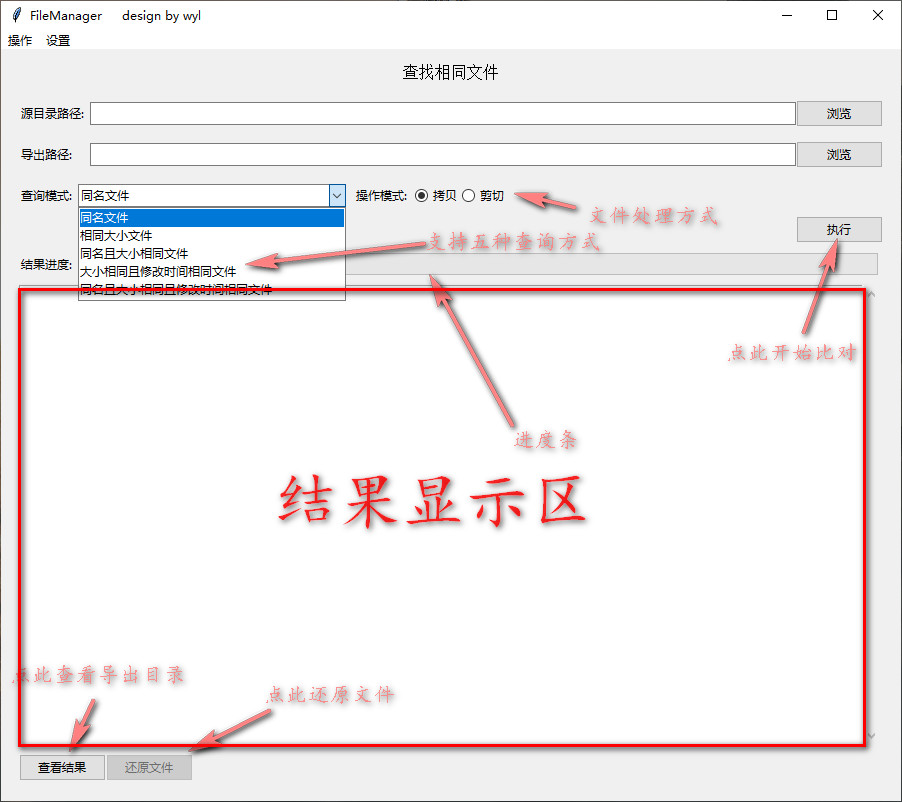 FileManager design by wyl
操作 设置
查找相同文件
源目录路径: 浏览
导出路径: 浏览
查询模式: 同名文件 操作模式: 拷贝 剪切
文件处理方式
同名文件
相同大小文件
执行
支持五种查询方式
同名且大小相同文件
结果进度:
大小相同且修改时间相同文件
同名且大小相同且修改时间相同文件
点此开始比对
进度条
结果显示区
点此查看导出目录
点此还原文件
查看结果 还原文件